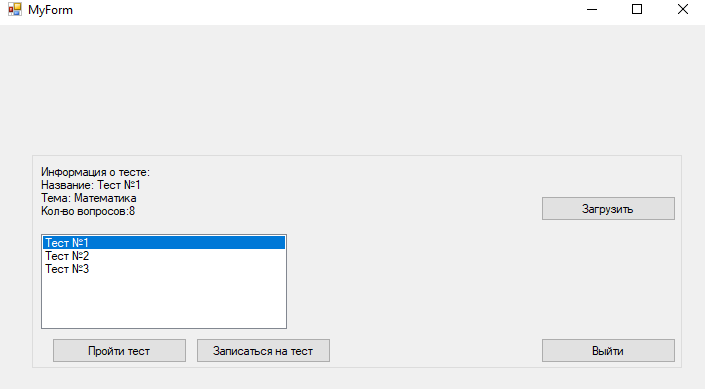 MyForm
Информация о тесте:
Название: Тест №1
Тема: Математика
Кол-во вопросов:8
Загрузить
Тест №1
Тест №2
Тест №3
Пройти тест
Записаться на тест
Выйти